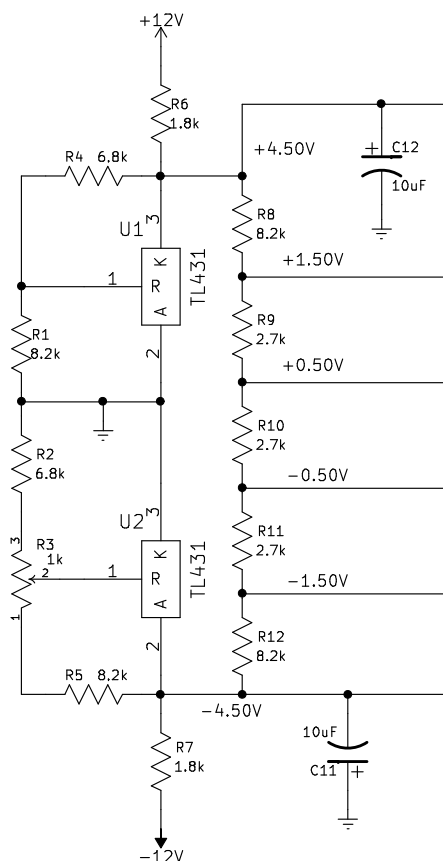 +12V
R6
1.8k
R4 6.8k
+4.50V
+
C12
10uF
3
U1
K
R
A
1
TL431
2
R8
8.2k
+1.50V
R1
8.2k
R9
2.7k
+0.50V
R2
6.8k
R10
2.7k
-0.50V
3
R3
1k
2
1
U2
3
K
R
A
1
TL431
2
R11
2.7k
-1.50V
R12
8.2k
R5 8.2k
-4.50V
10uF
C11
+
R7
1.8k
-12V